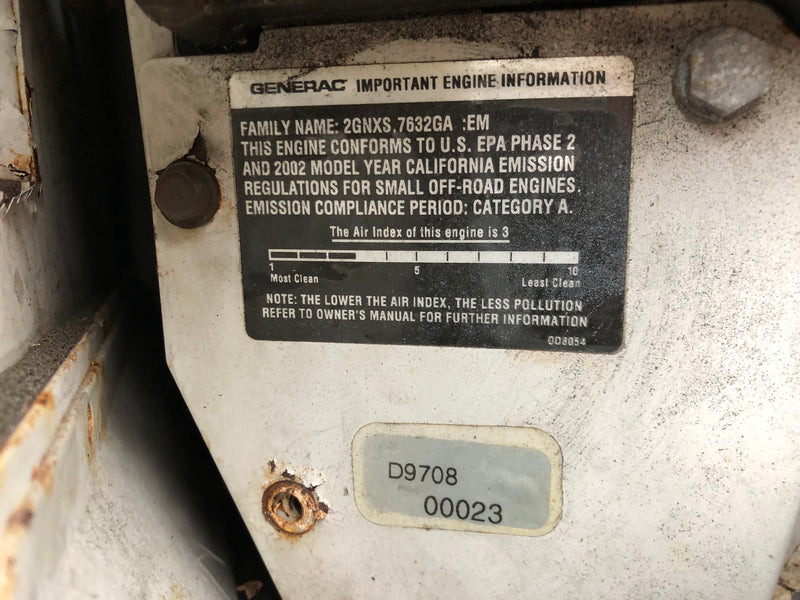 GENERAC IMPORTANT ENGINE INFORMATION
FAMILY NAME: 2GNXS.7632GA :EM
THIS ENGINE CONFORMS TO U.S. EPA PHASE 2
AND 2002 MODEL YEAR CALIFORNIA EMISSION
REGULATIONS FOR SMALL OFF-ROAD ENGINES.
EMISSION COMPLIANCE PERIOD: CATEGORY A.
The Air Index of this engine is 3
1 5 10
Most Clean Least Clean
NOTE: THE LOWER THE AIR INDEX, THE LESS POLLUTION
REFER TO OWNER'S MANUAL FOR FURTHER INFORMATION
0D8054
D9708
00023